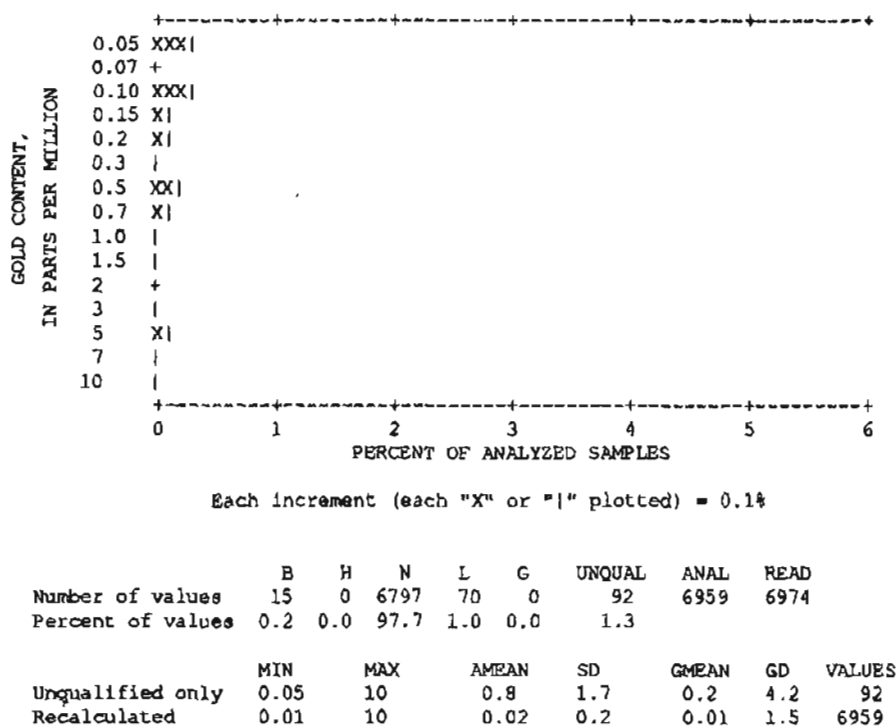 +---------+---------+---------+---------+---------+---------+
0.05 XXX|
0.07 +
0.10 XXX|
0.15 X|
0.2 X|
0.3 |
0.5 XX|
0.7 X|
1.0 |
1.5 |
2 +
3 |
5 X|
7 |
10 |
+---------+---------+---------+---------+---------+---------+
0 1 2 3 4 5 6
GOLD CONTENT,
IN PARTS PER MILLION
PERCENT OF ANALYZED SAMPLES
Each increment (each "X" or "|" plotted) = 0.1%
B H N L G UNQUAL ANAL READ
Number of values 15 0 6797 70 0 92 6959 6974
Percent of values 0.2 0.0 97.7 1.0 0.0 1.3
MIN MAX AMEAN SD GMEAN GD VALUES
Unqualified only 0.05 10 0.8 1.7 0.2 4.2 92
Recalculated 0.01 10 0.02 0.2 0.01 1.5 6959